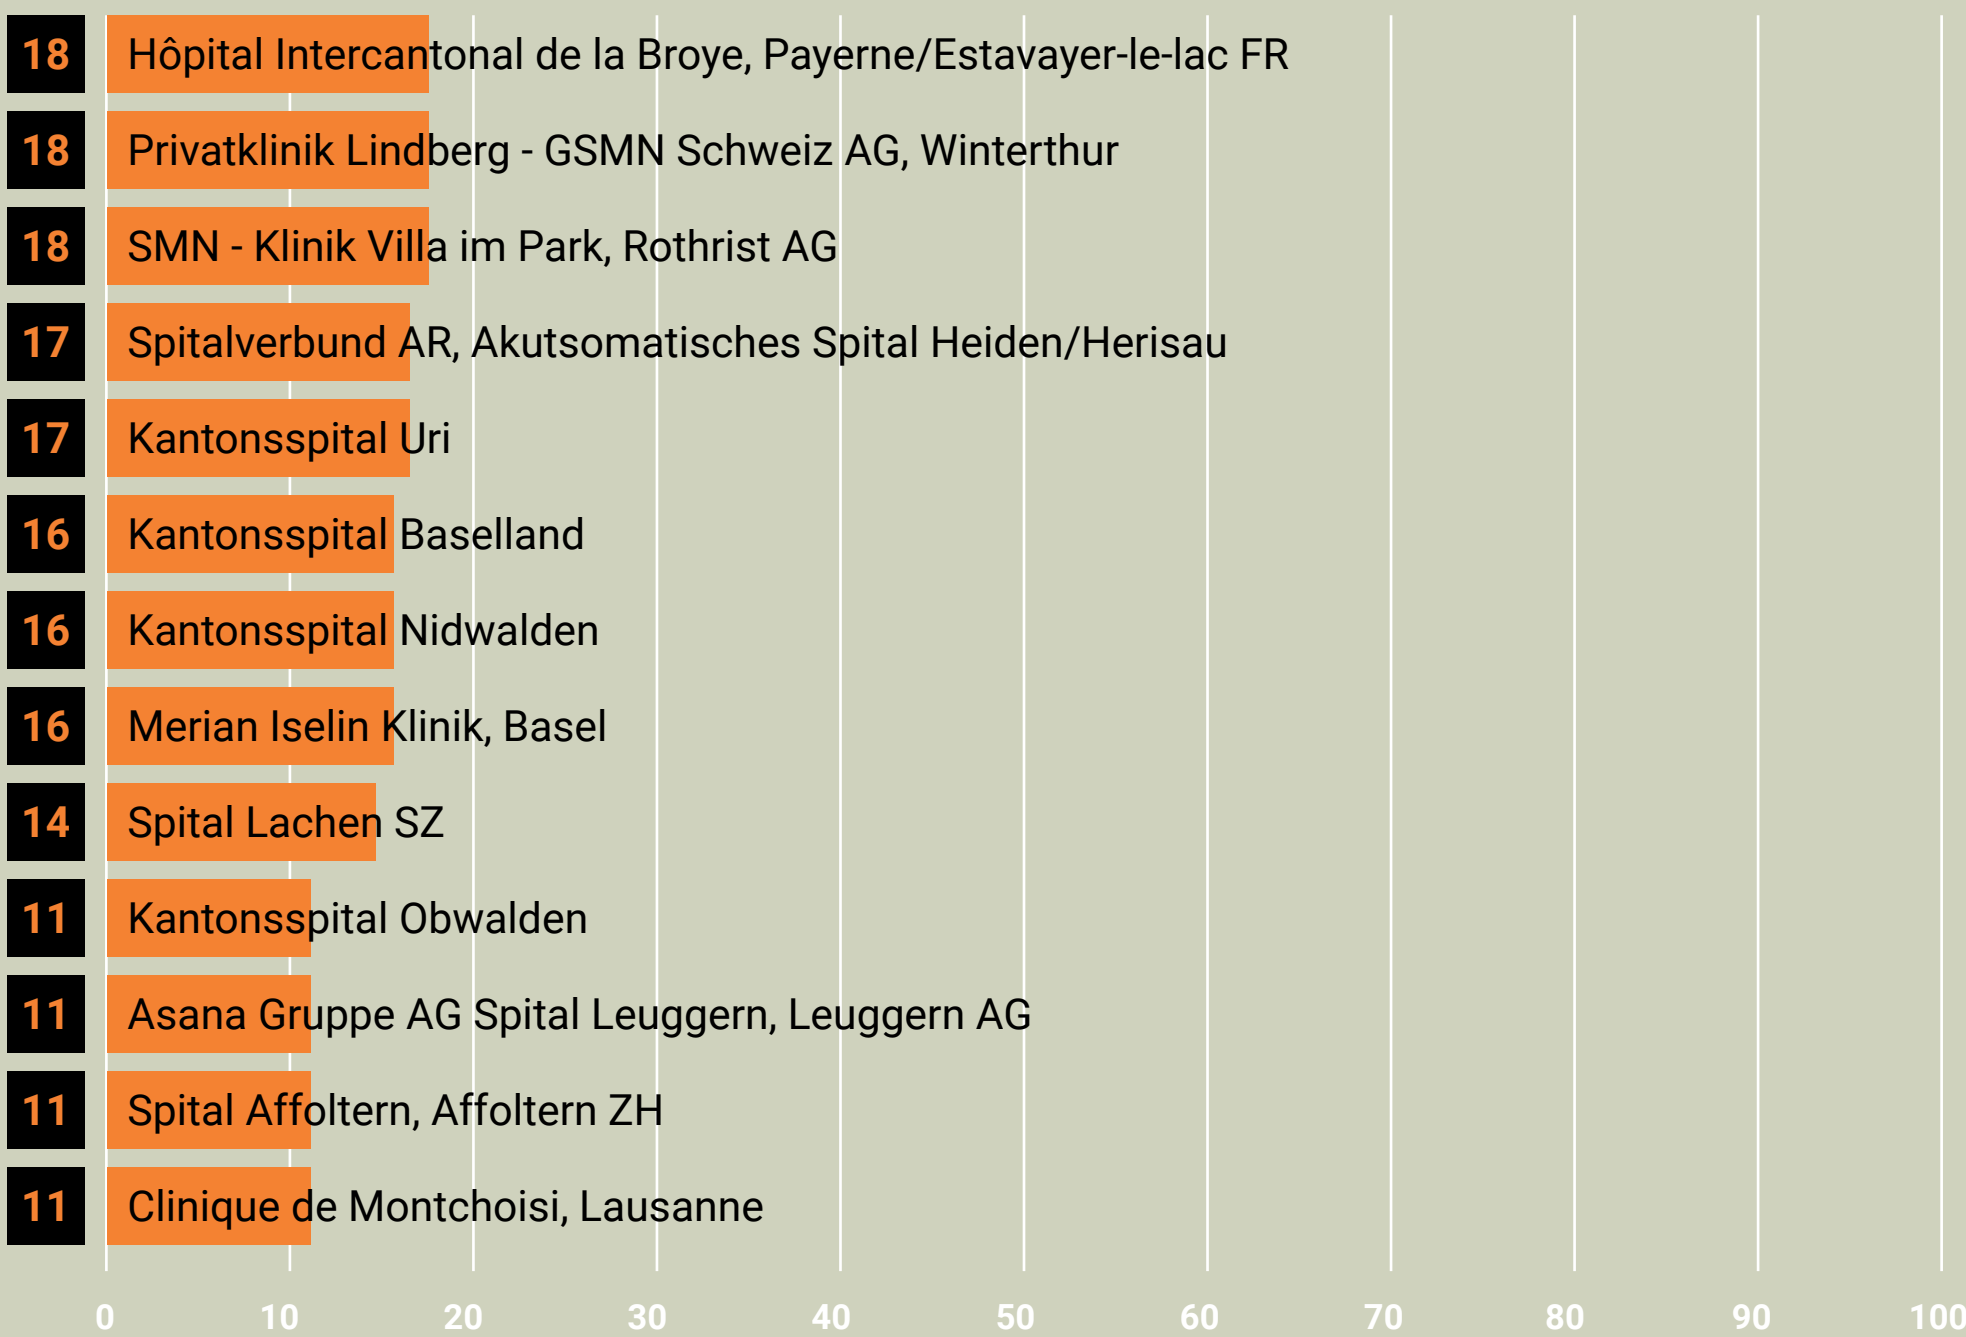 18 Hôpital Intercantonal de la Broye, Payerne/Estavayer-le-lac FR
18 Privatklinik Lindberg - GSMN Schweiz AG, Winterthur
18 SMN - Klinik Villa im Park, Rothrist AG
17 Spitalverbund AR, Akutsomatisches Spital Heiden/Herisau
17 Kantonsspital Uri
16 Kantonsspital Baselland
16 Kantonsspital Nidwalden
16 Merian Iselin Klinik, Basel
14 Spital Lachen SZ
11 Kantonsspital Obwalden
11 Asana Gruppe AG Spital Leuggern, Leuggern AG
11 Spital Affoltern, Affoltern ZH
11 Clinique de Montchoisi, Lausanne
0 10 20 30 40 50 60 70 80 90 100